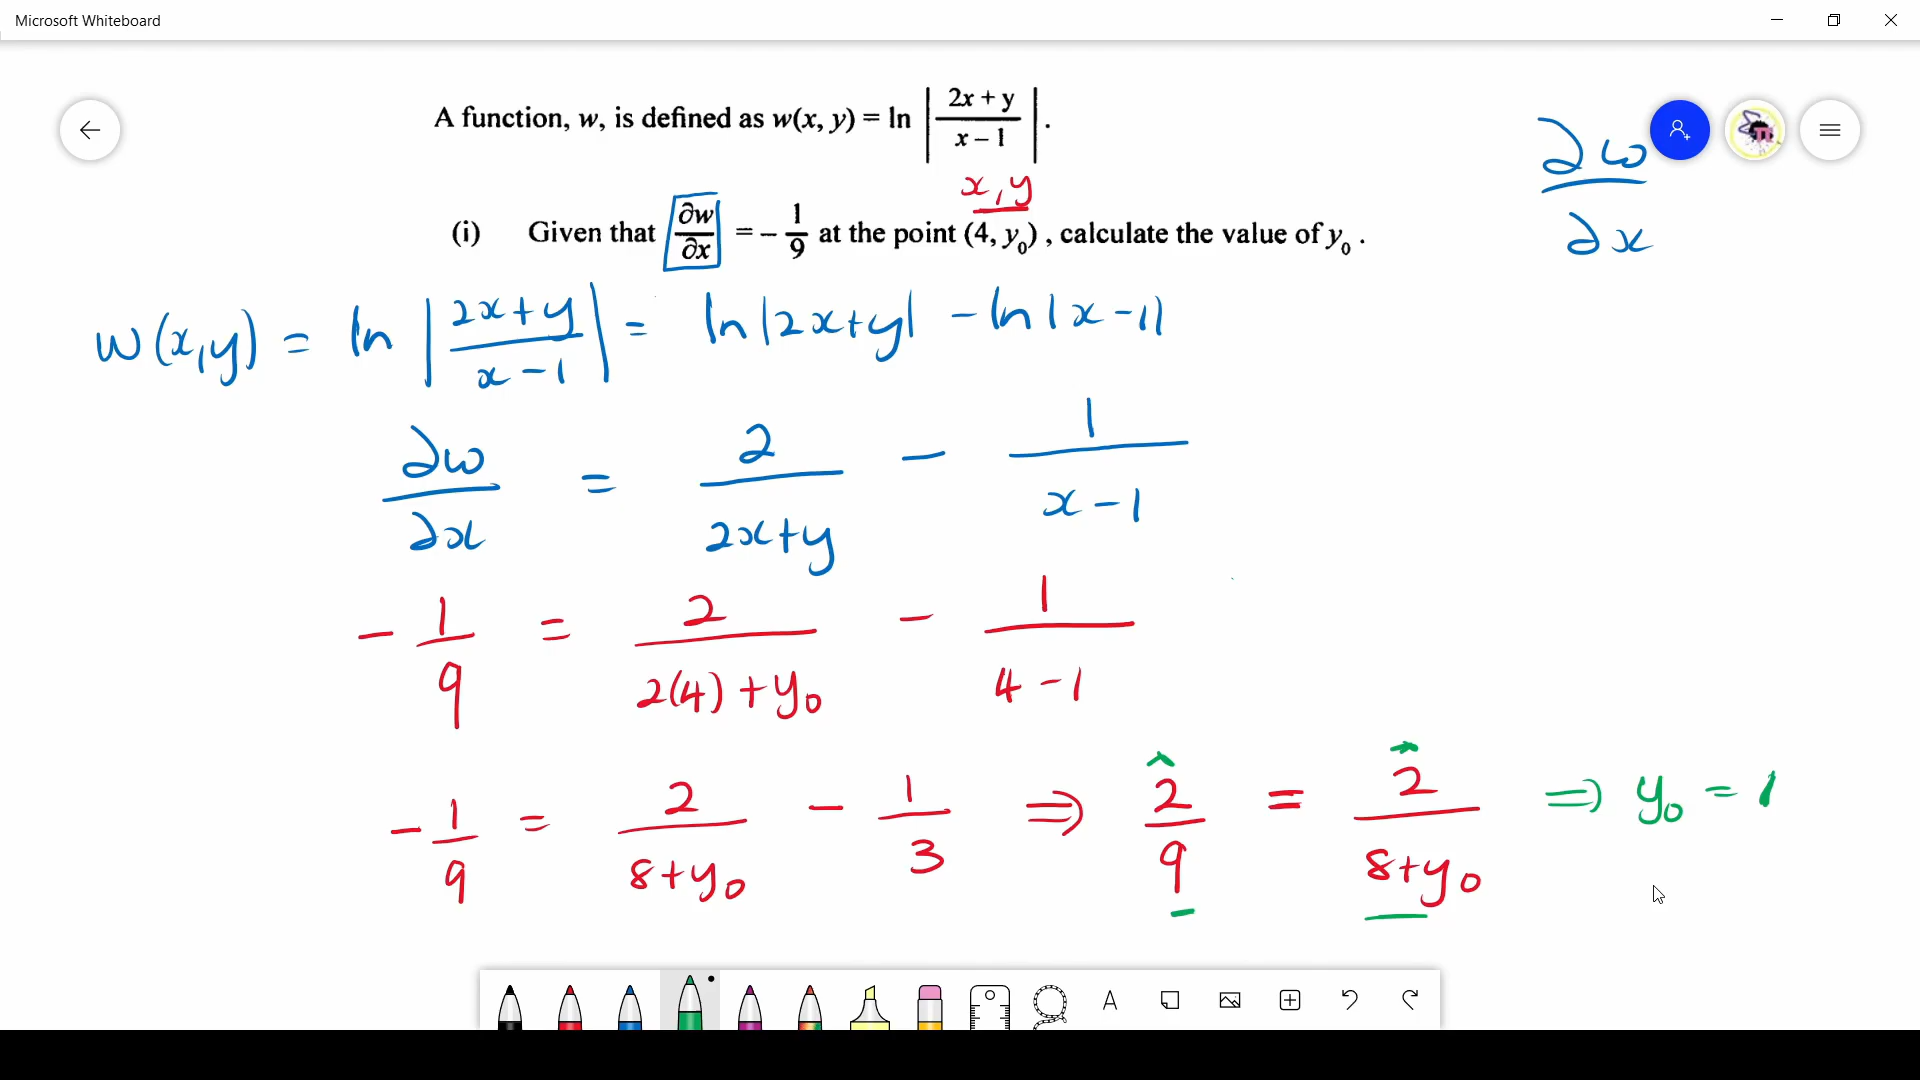 Microsoft Whiteboard
A function, w, is defined as w(x, y) = ln |(2x + y)/(x − 1)|.
x, y
(i) Given that ∂w/∂x = − 1/9 at the point (4, y₀), calculate the value of y₀.
∂w/∂x
w(x,y) = ln |(2x+y)/(x−1)| = ln|2x+y| − ln|x−1|
∂w/∂x = 2/(2x+y) − 1/(x−1)
− 1/9 = 2/(2(4)+y₀) − 1/(4−1)
− 1/9 = 2/(8+y₀) − 1/3 ⇒ 2/9 = 2/(8+y₀) ⇒ y₀ = 1